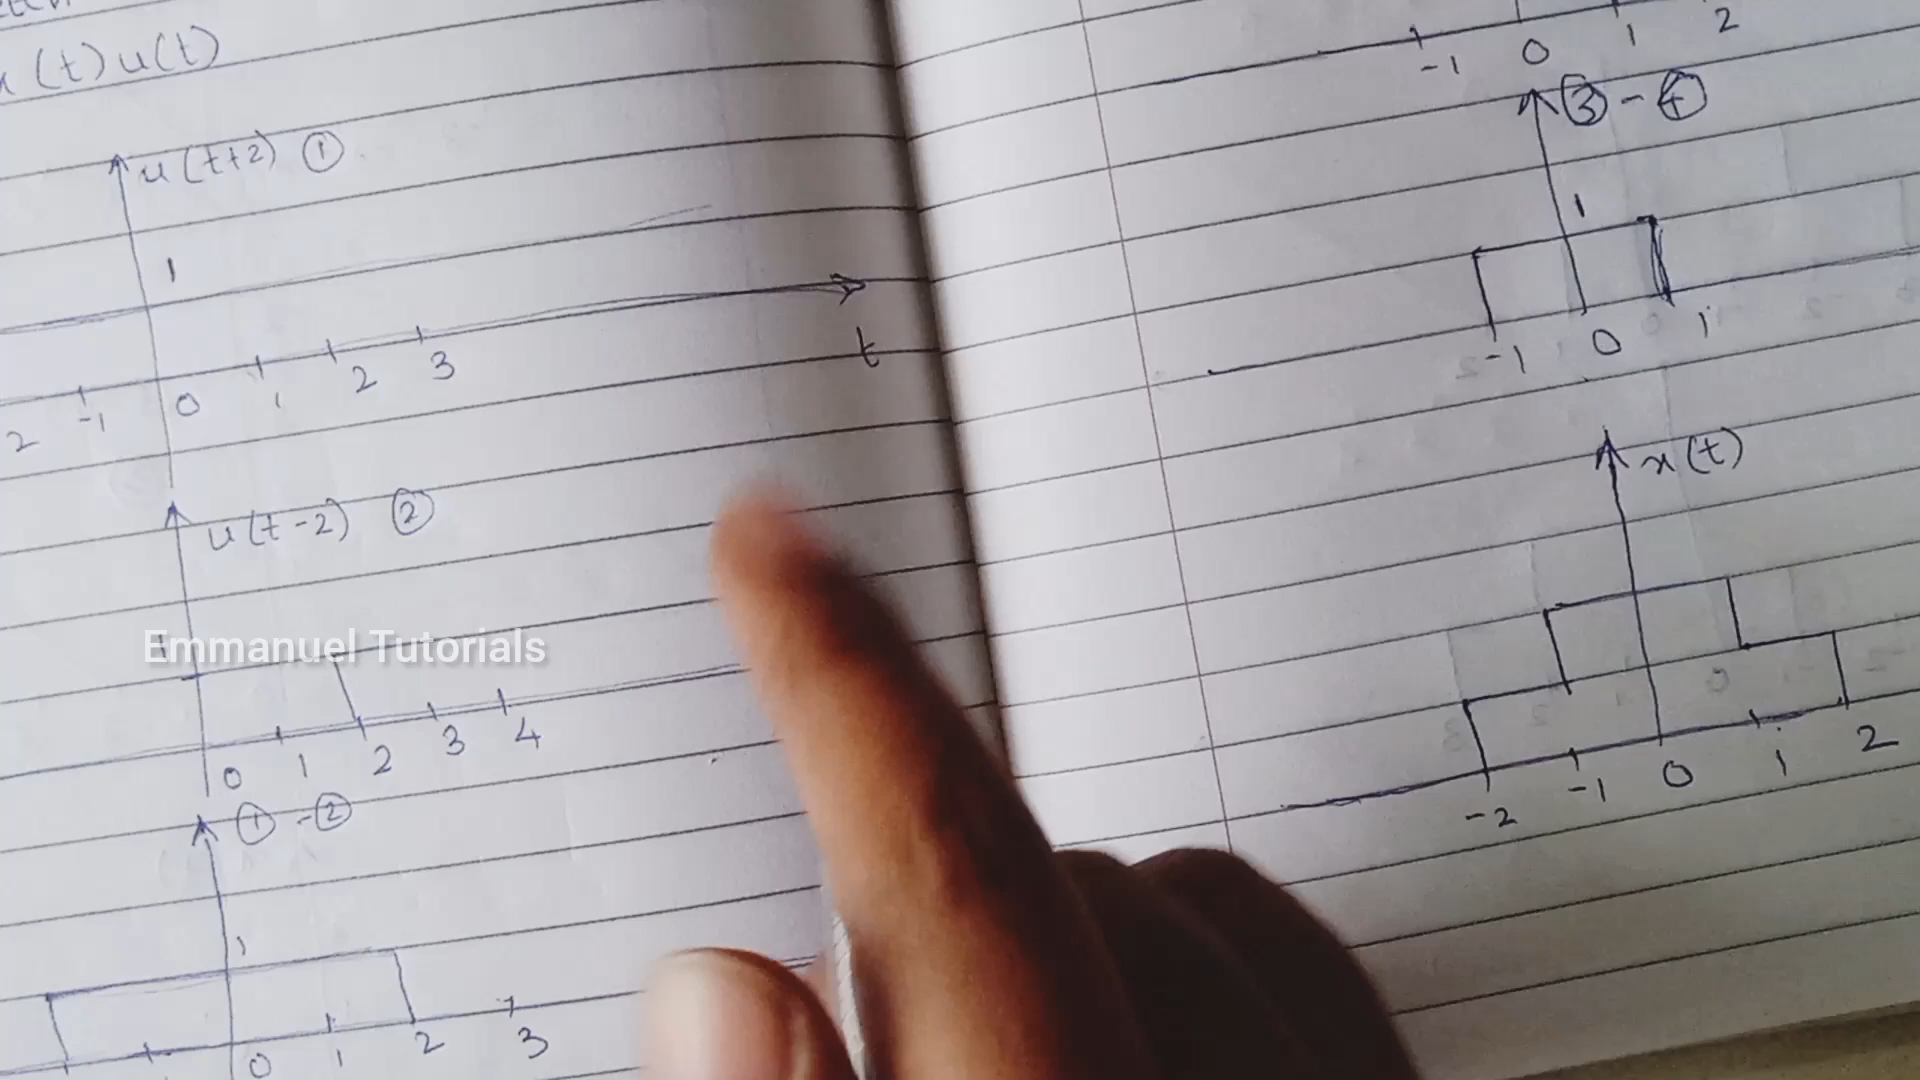 x(t)u(t)
u(t+2) ①
1
2 -1 0 1 2 3
t
u(t-2) ②
Emmanuel Tutorials
0 1 2 3 4
① - ②
1
0 1 2 3
-1 0 1 2
③ - ④
1
-1 0 1
x(t)
-2 -1 0 1 2